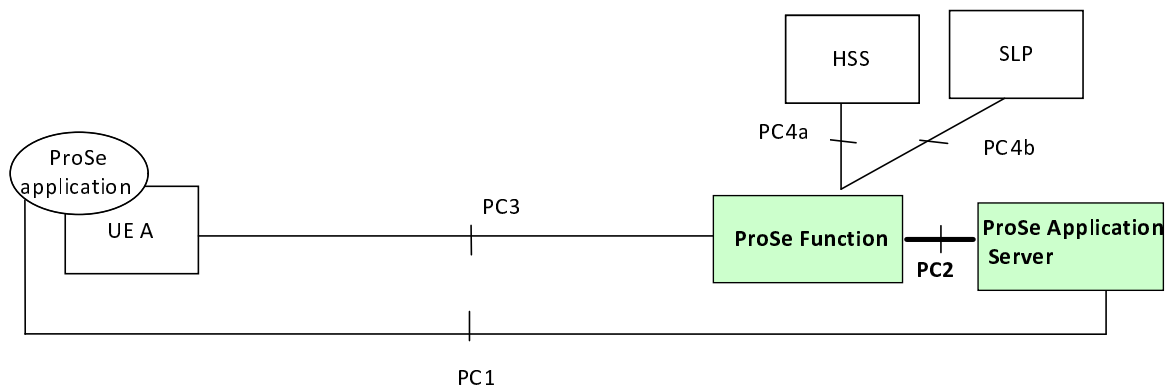 HSS
SLP
PC4a
PC4b
ProSe
application
UE A
PC3
ProSe Function
PC2
ProSe Application
Server
PC1